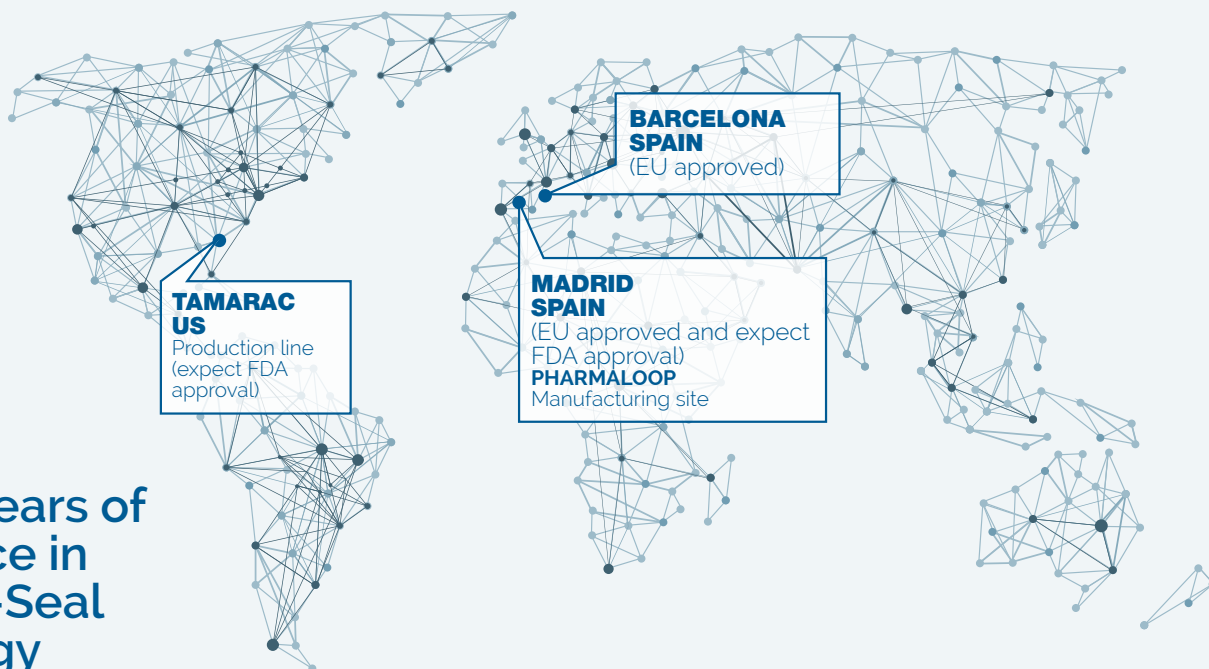 BARCELONA
SPAIN
(EU approved)
MADRID
SPAIN
(EU approved and expect
FDA approval)
PHARMALOOP
Manufacturing site
TAMARAC
US
Production line
(expect FDA
approval)
ears of
ce in
-Seal
gy